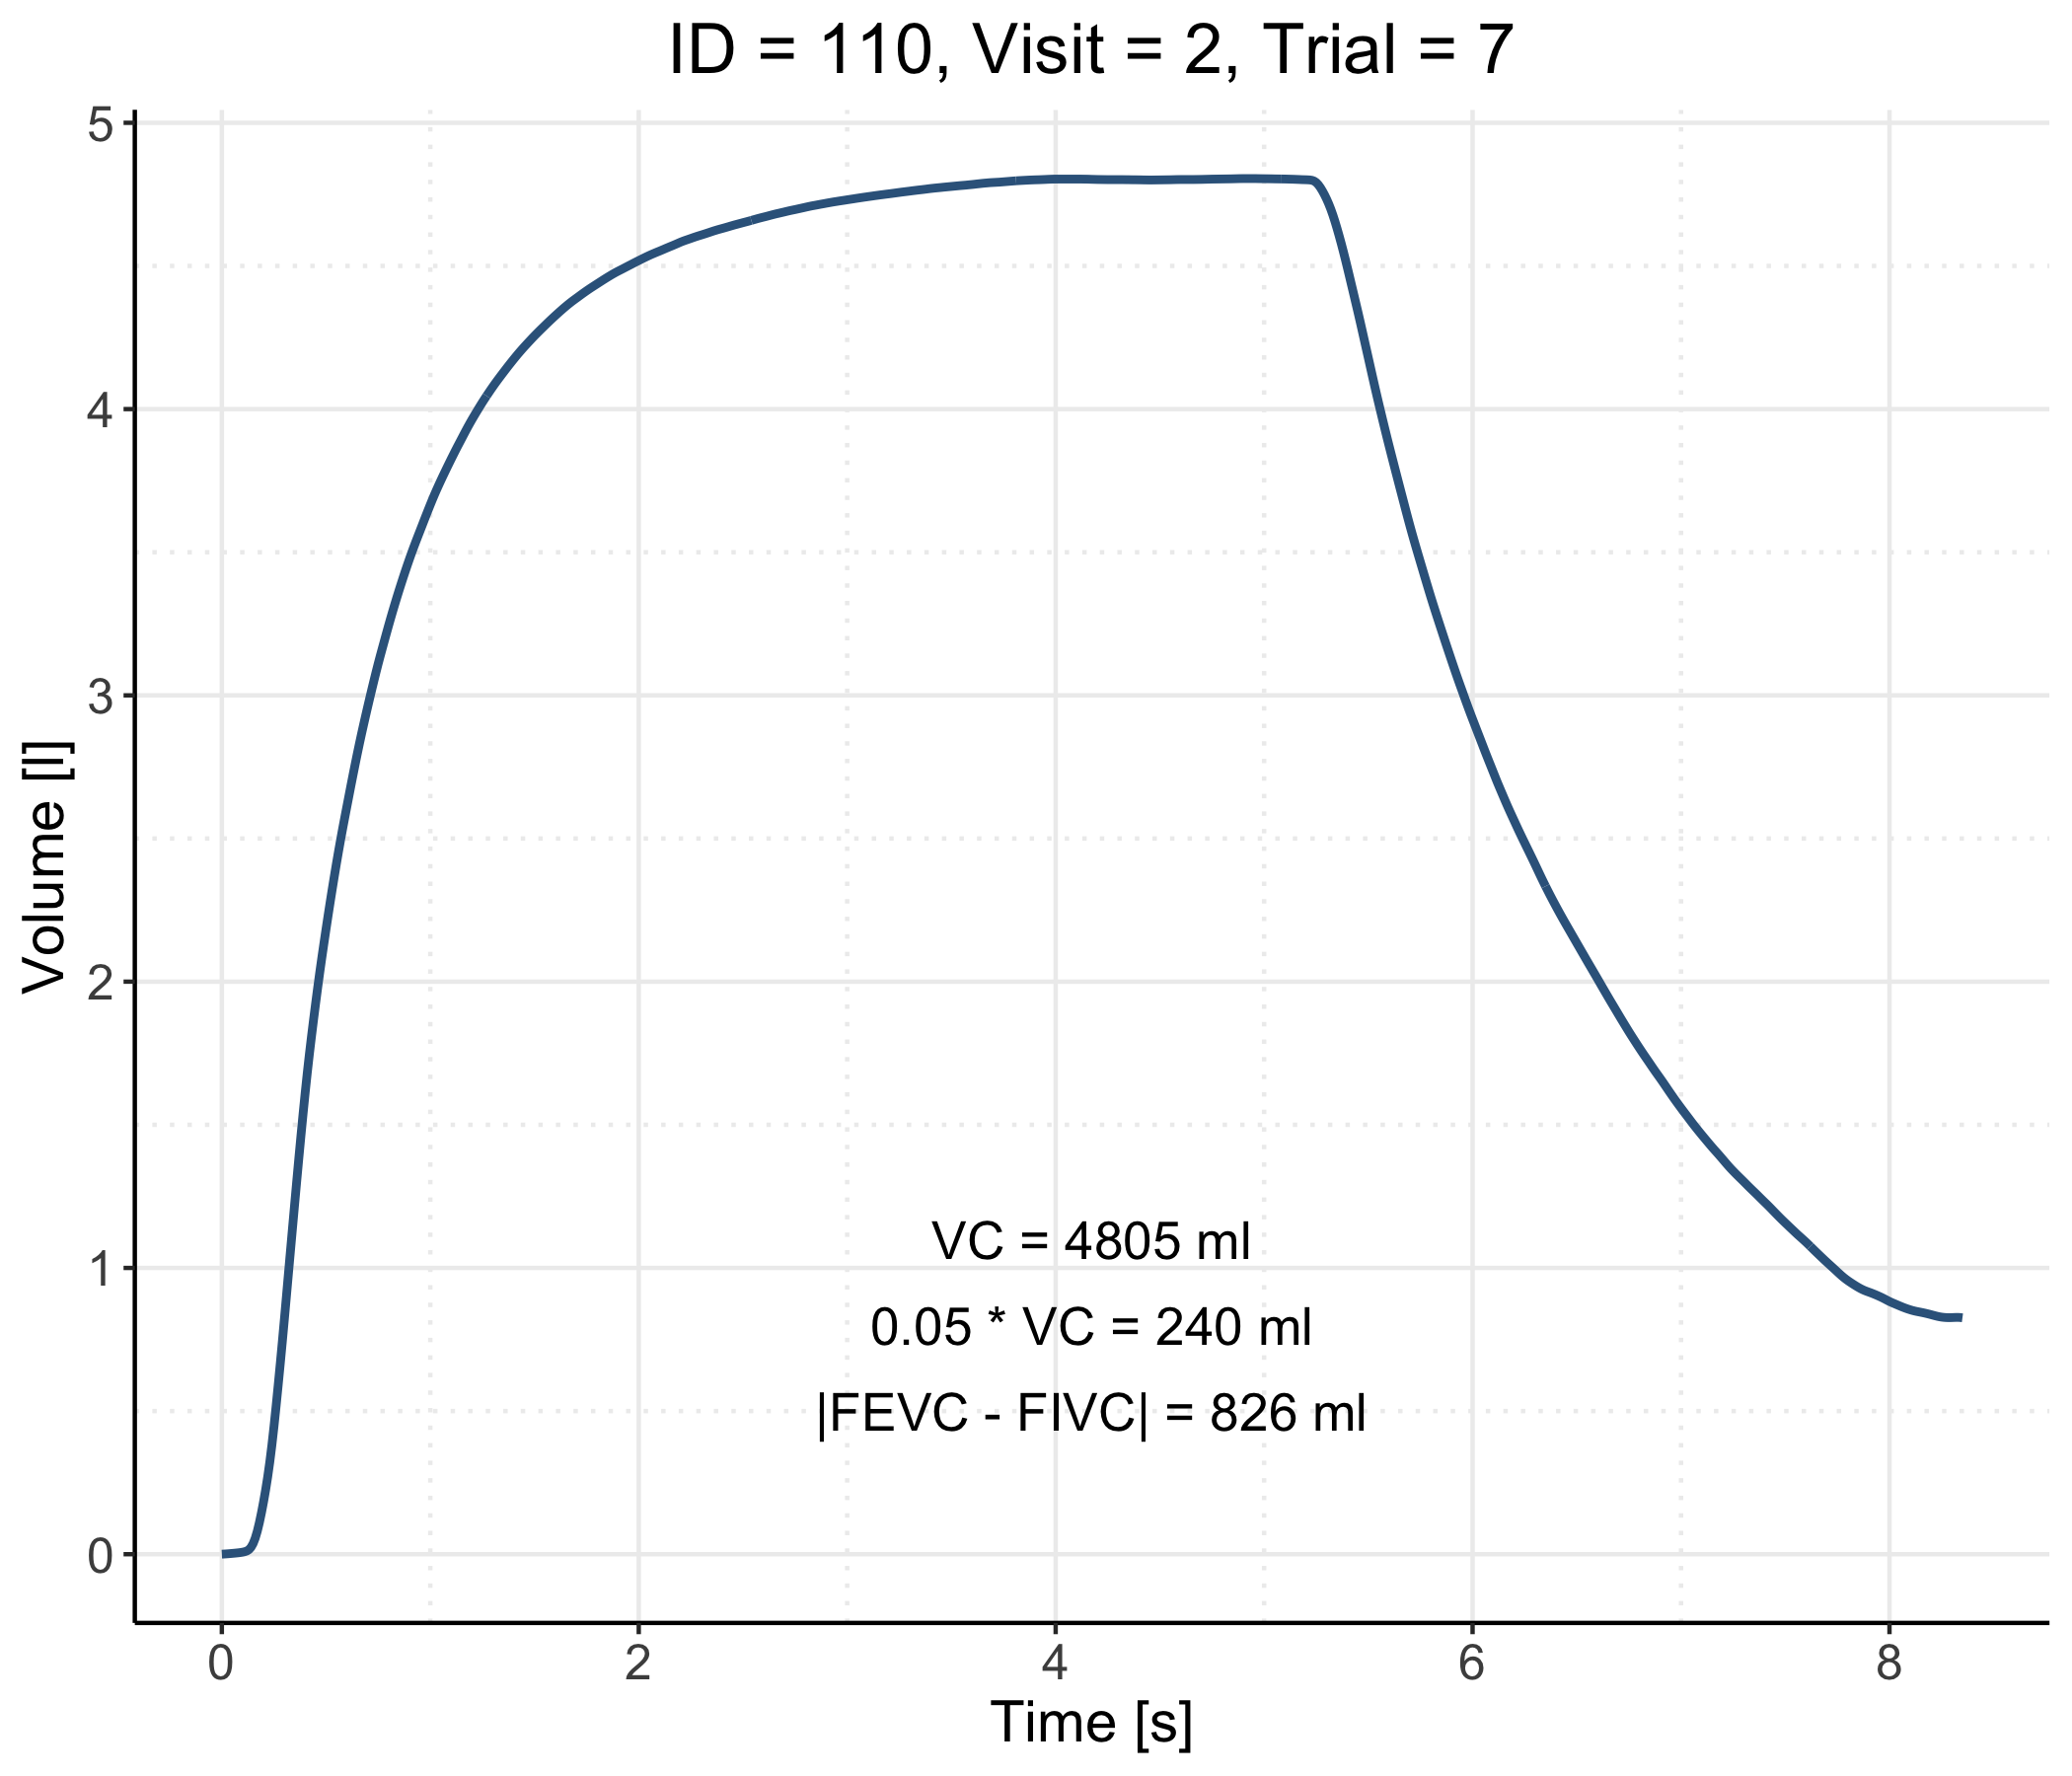 ID = 110, Visit = 2, Trial = 7
5
4
3
2
1
0
Volume [l]
VC = 4805 ml
0.05 * VC = 240 ml
|FEVC - FIVC| = 826 ml
0 2 4 6 8
Time [s]